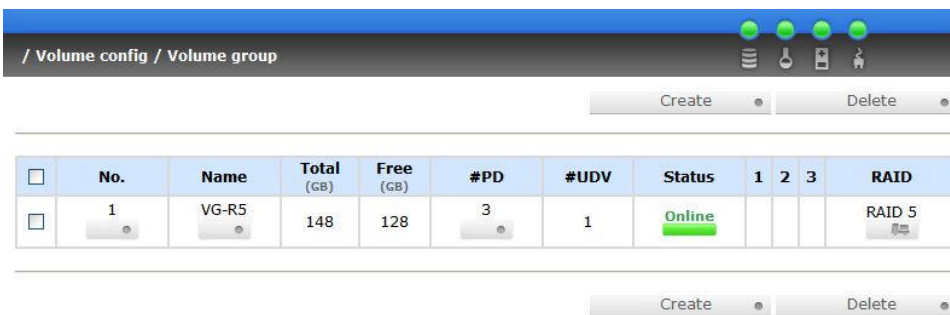 / Volume config / Volume group
Create Delete
No. Name Total (GB) Free (GB) #PD #UDV Status 1 2 3 RAID
1 VG-R5 148 128 3 1 Online RAID 5
Create Delete